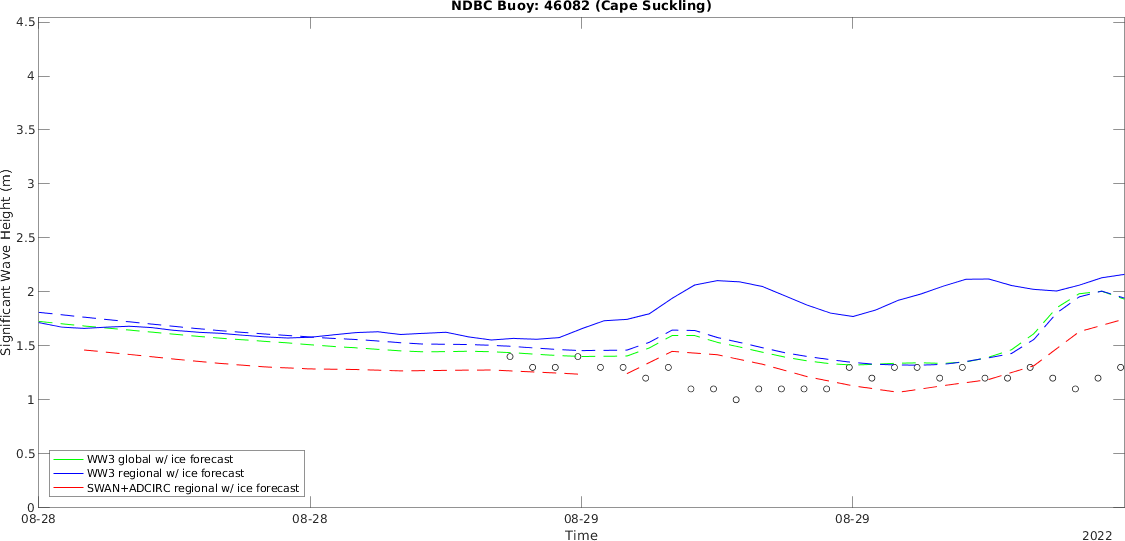 NDBC Buoy: 46082 (Cape Suckling)
4.5
4
3.5
3
2.5
2
1.5
1
0.5
0
Significant Wave Height (m)
WW3 global w/ ice forecast
WW3 regional w/ ice forecast
SWAN+ADCIRC regional w/ ice forecast
08-28
08-28
08-29
08-29
Time
2022